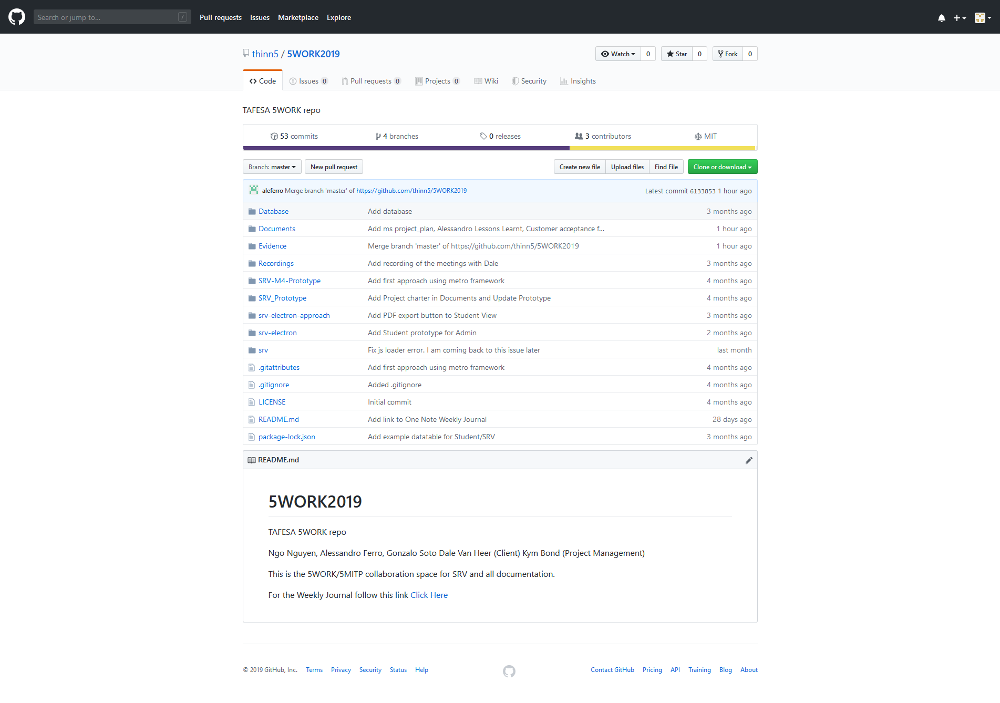 Search or jump to... / Pull requests Issues Marketplace Explore
thinn5 / 5WORK2019 Watch 0 Star 0 Fork 0
Code Issues 0 Pull requests 0 Projects 0 Wiki Security Insights
TAFESA 5WORK repo
53 commits 4 branches 0 releases 3 contributors MIT
Branch: master New pull request Create new file Upload files Find File Clone or download
aleferro Merge branch 'master' of https://github.com/thinn5/5WORK2019 Latest commit 6133853 1 hour ago
Database Add database 3 months ago
Documents Add ms project_plan, Alessandro Lessons Learnt, Customer acceptance f... 1 hour ago
Evidence Merge branch 'master' of https://github.com/thinn5/5WORK2019 1 hour ago
Recordings Add recording of the meetings with Dale 3 months ago
SRV-M4-Prototype Add first approach using metro framework 4 months ago
SRV_Prototype Add Project charter in Documents and Update Prototype 4 months ago
srv-electron-approach Add PDF export button to Student View 3 months ago
srv-electron Add Student prototype for Admin 2 months ago
srv Fix js loader error. I am coming back to this issue later last month
.gitattributes Add first approach using metro framework 4 months ago
.gitignore Added .gitignore 4 months ago
LICENSE Initial commit 4 months ago
README.md Add link to One Note Weekly Journal 28 days ago
package-lock.json Add example datatable for Student/SRV 3 months ago
README.md
5WORK2019
TAFESA 5WORK repo
Ngo Nguyen, Alessandro Ferro, Gonzalo Soto Dale Van Heer (Client) Kym Bond (Project Management)
This is the 5WORK/5MITP collaboration space for SRV and all documentation.
For the Weekly Journal follow this link Click Here
© 2019 GitHub, Inc. Terms Privacy Security Status Help Contact GitHub Pricing API Training Blog About